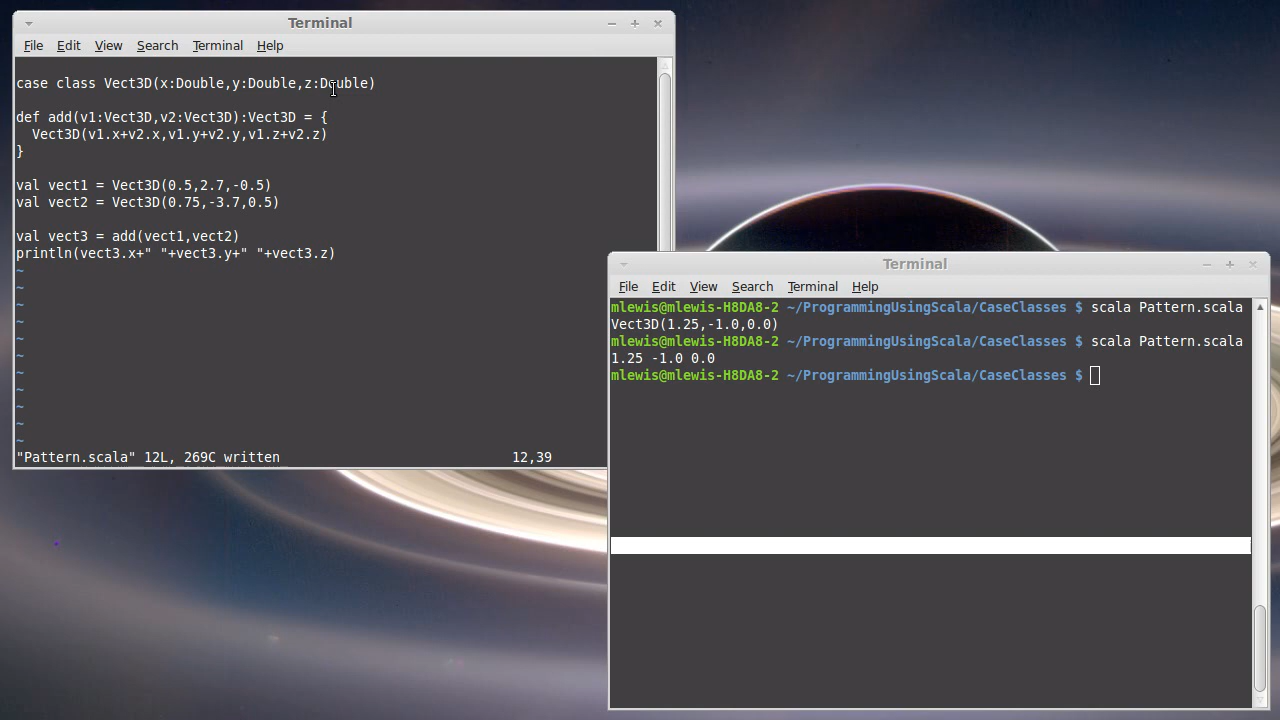 Terminal
File Edit View Search Terminal Help
case class Vect3D(x:Double,y:Double,z:Double)
def add(v1:Vect3D,v2:Vect3D):Vect3D = {
  Vect3D(v1.x+v2.x,v1.y+v2.y,v1.z+v2.z)
}
val vect1 = Vect3D(0.5,2.7,-0.5)
val vect2 = Vect3D(0.75,-3.7,0.5)
val vect3 = add(vect1,vect2)
println(vect3.x+" "+vect3.y+" "+vect3.z)
~
~
~
~
~
~
~
~
~
~
~
"Pattern.scala" 12L, 269C written 12,39
Terminal
File Edit View Search Terminal Help
mlewis@mlewis-H8DA8-2 ~/ProgrammingUsingScala/CaseClasses $ scala Pattern.scala
Vect3D(1.25,-1.0,0.0)
mlewis@mlewis-H8DA8-2 ~/ProgrammingUsingScala/CaseClasses $ scala Pattern.scala
1.25 -1.0 0.0
mlewis@mlewis-H8DA8-2 ~/ProgrammingUsingScala/CaseClasses $